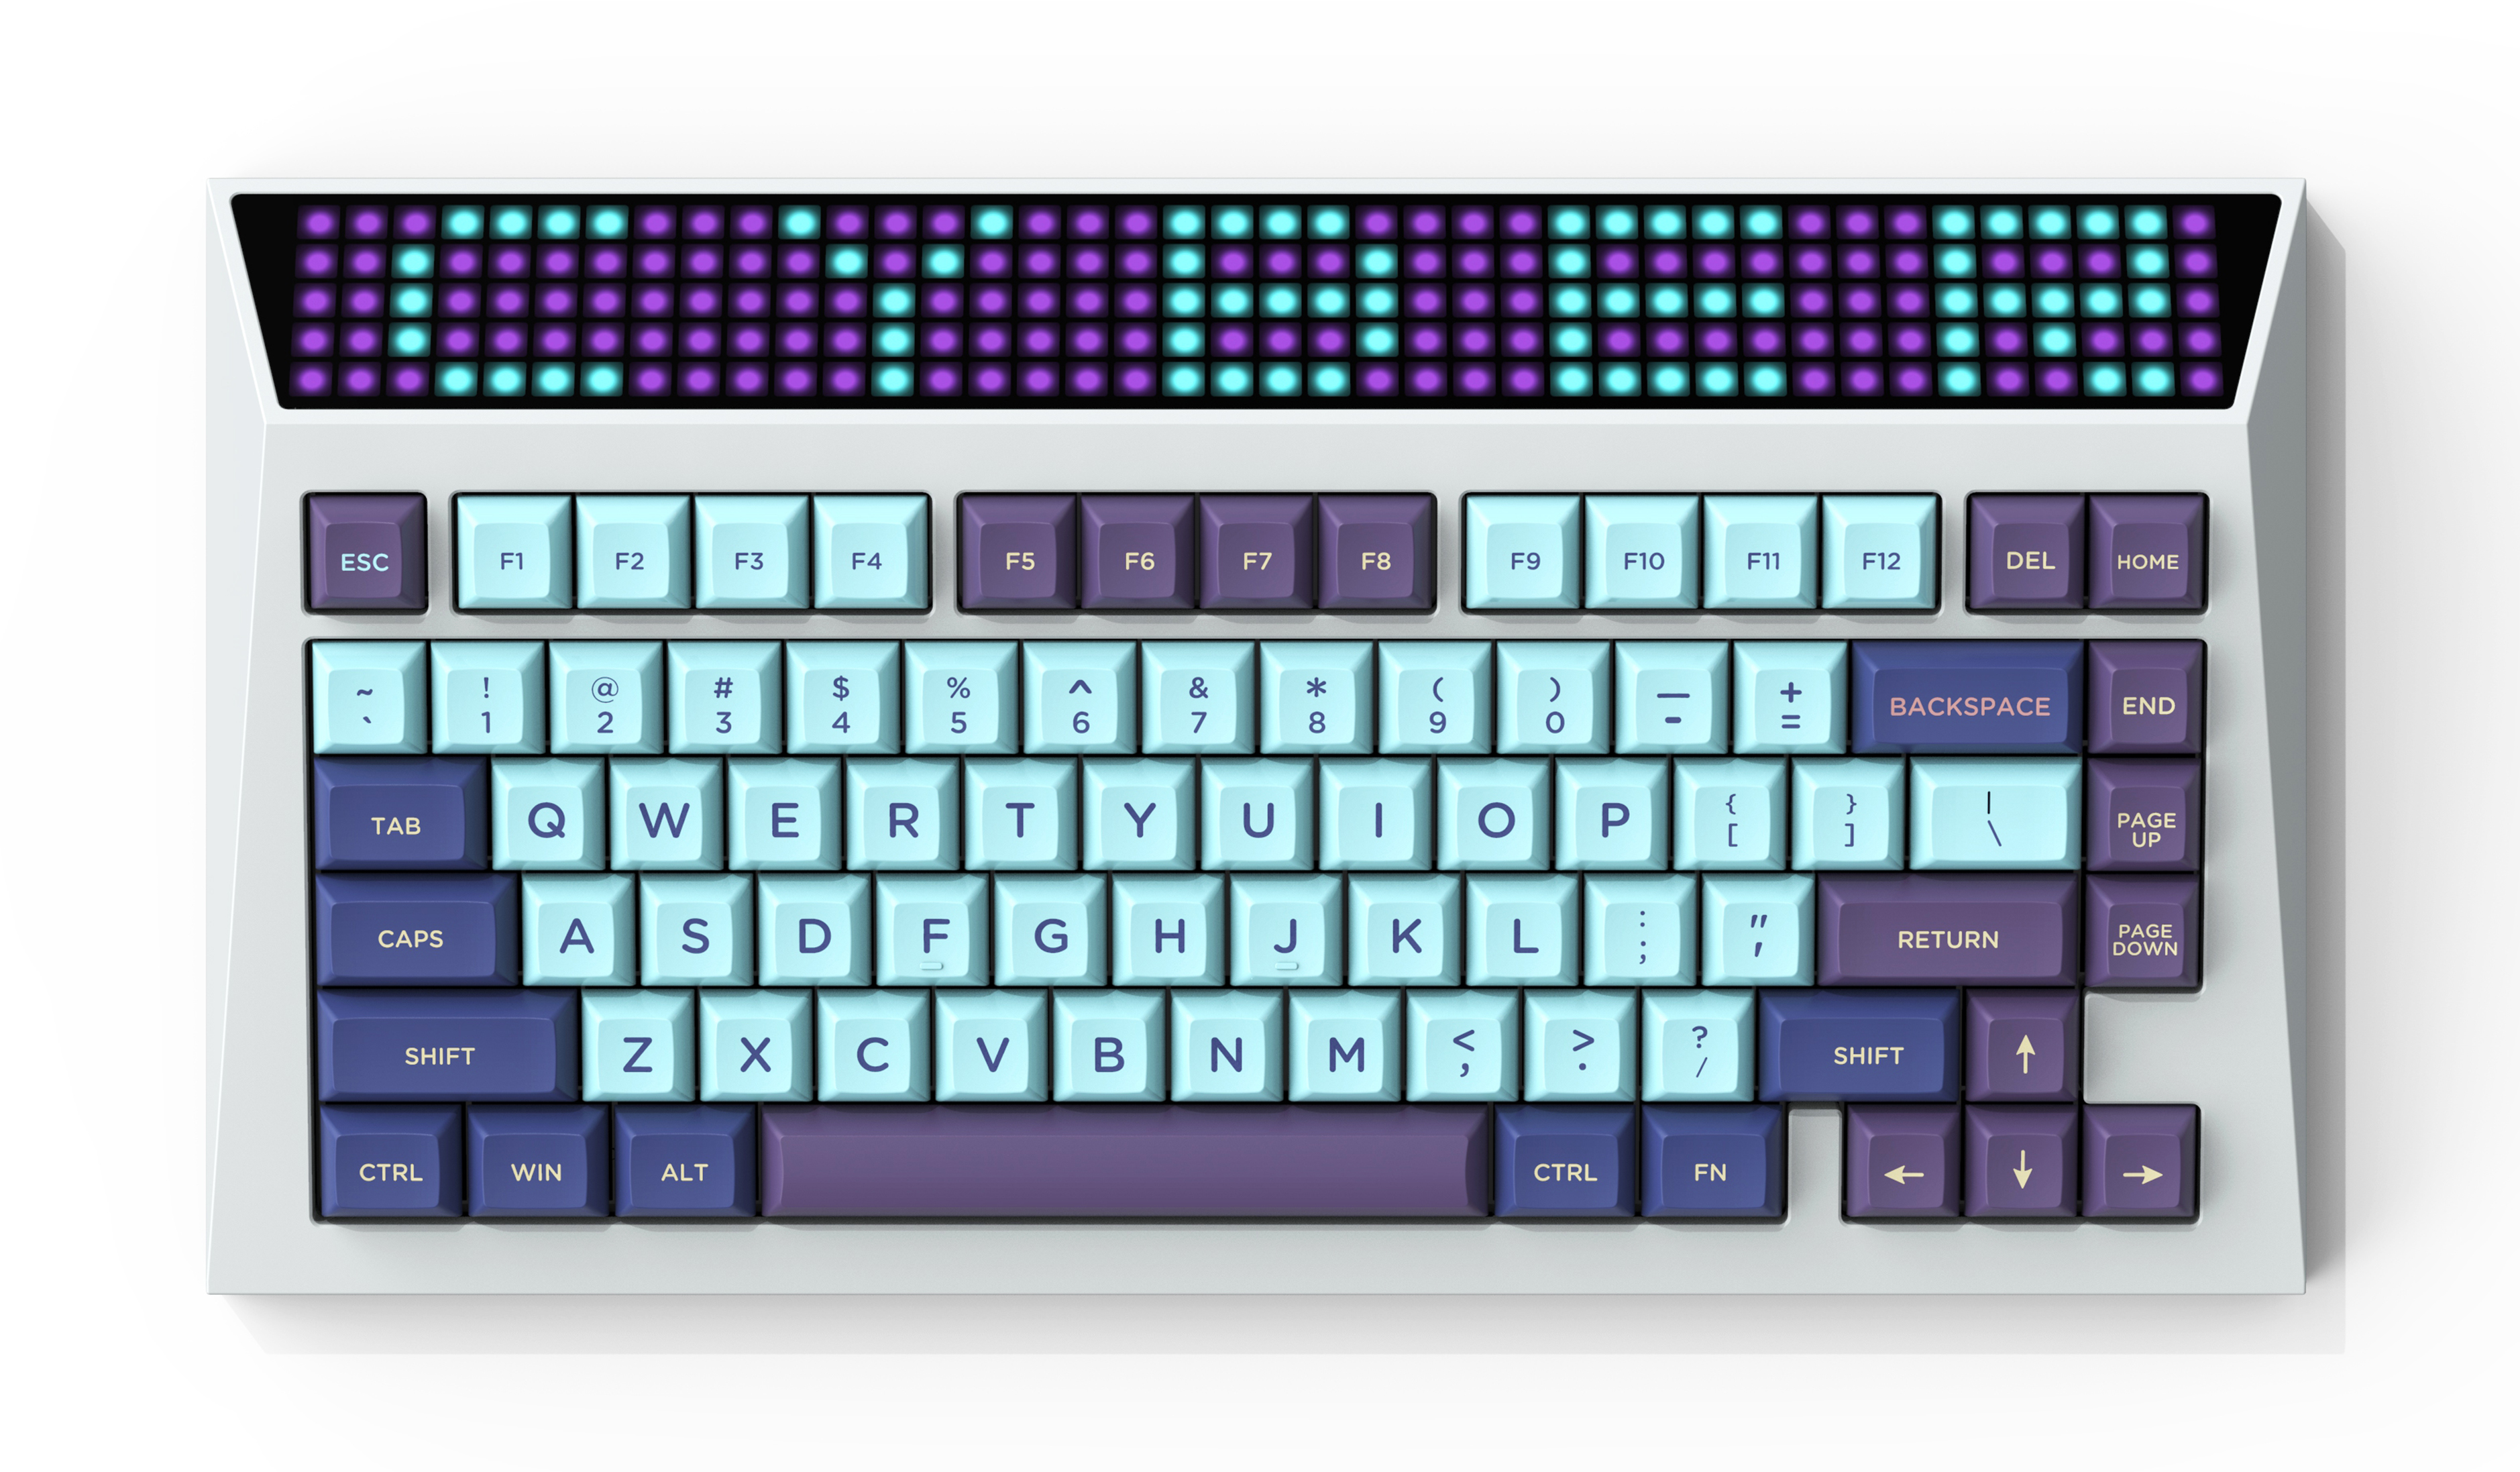 CYBER
ESC F1 F2 F3 F4 F5 F6 F7 F8 F9 F10 F11 F12 DEL HOME
~ ! @ # $ % ^ & * ( ) — + BACKSPACE END
` 1 2 3 4 5 6 7 8 9 0 - =
TAB Q W E R T Y U I O P { } | PAGE UP
[ ] \
CAPS A S D F G H J K L : " RETURN PAGE DOWN
; '
SHIFT Z X C V B N M < > ? SHIFT ↑
, . /
CTRL WIN ALT CTRL FN ← ↓ →